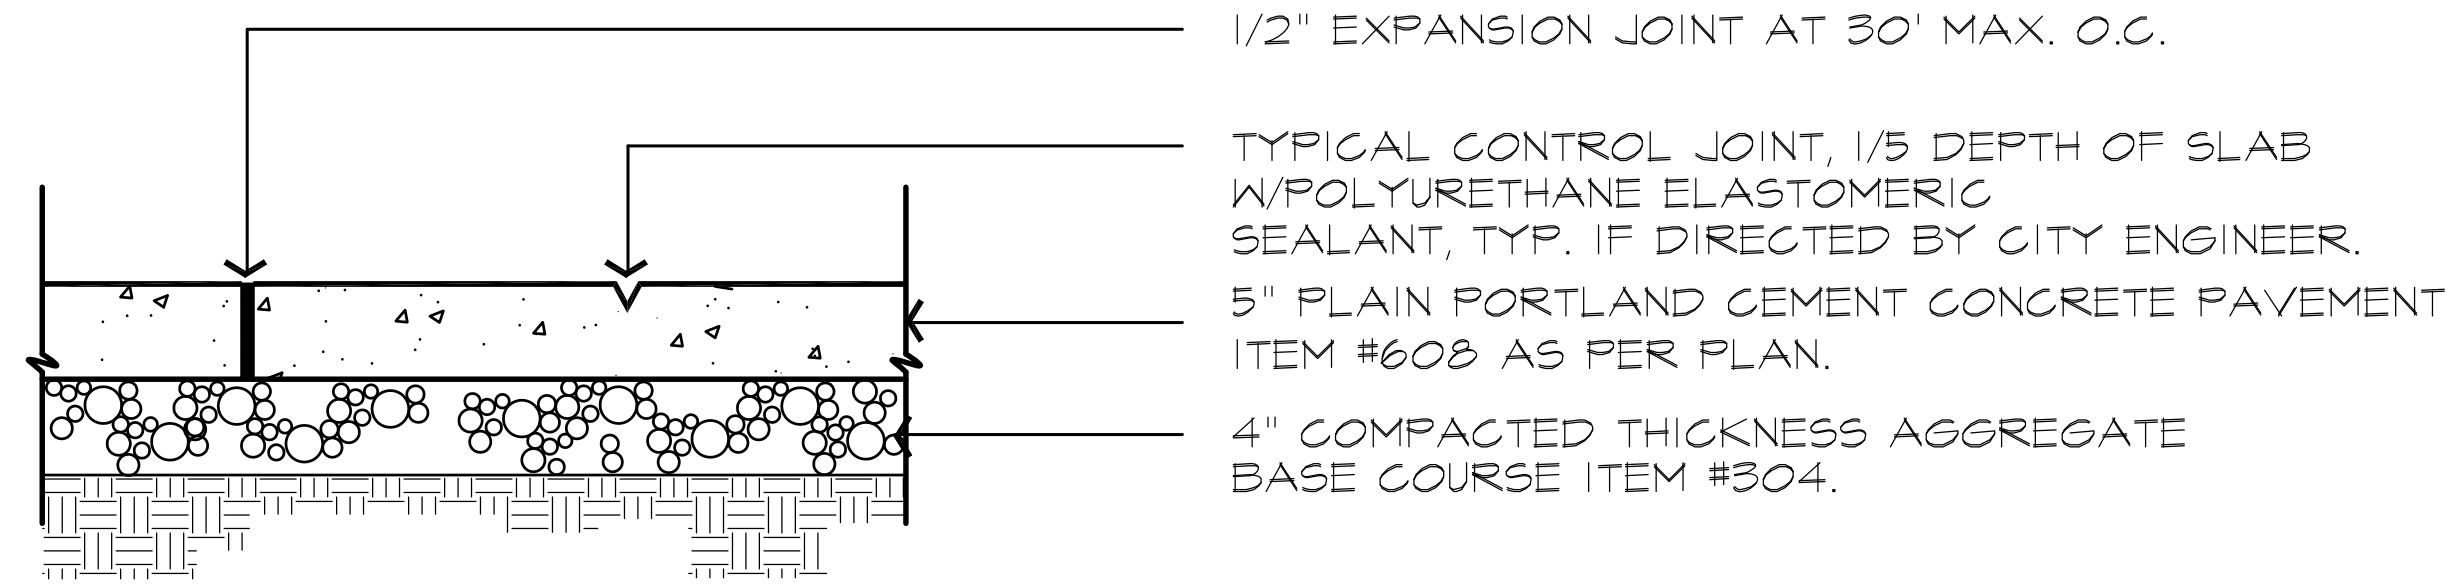 1/2" EXPANSION JOINT AT 30' MAX. O.C.
TYPICAL CONTROL JOINT, 1/5 DEPTH OF SLAB
W/POLYURETHANE ELASTOMERIC
SEALANT, TYP. IF DIRECTED BY CITY ENGINEER.
5" PLAIN PORTLAND CEMENT CONCRETE PAVEMENT
ITEM #608 AS PER PLAN.
4" COMPACTED THICKNESS AGGREGATE
BASE COURSE ITEM #304.